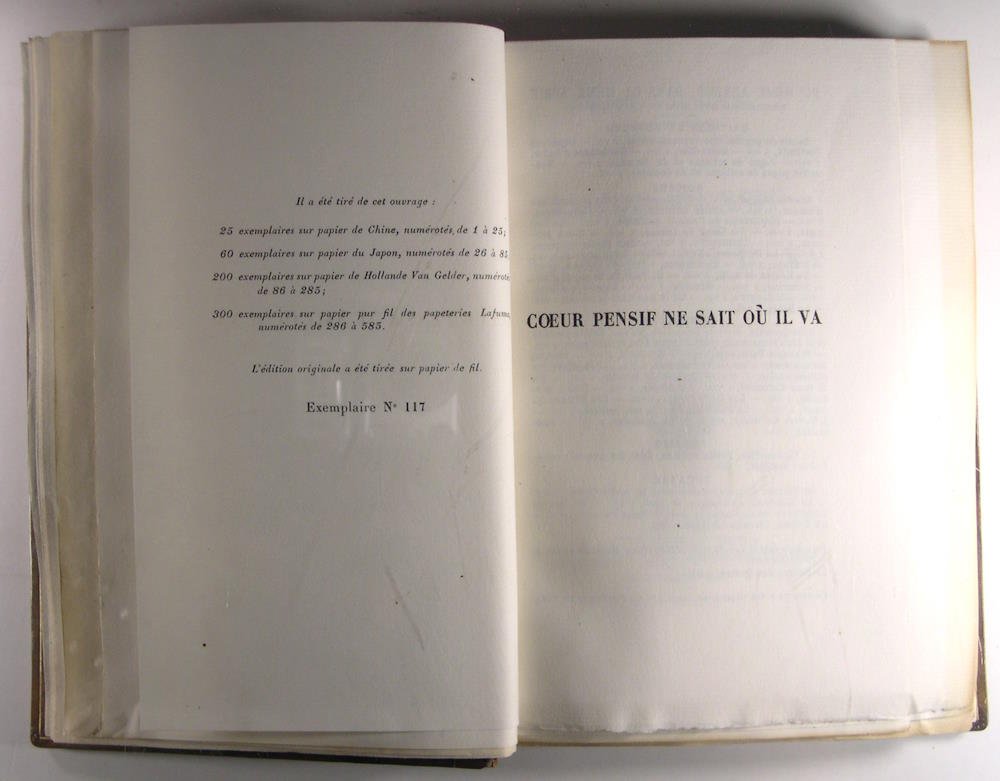 Il a été tiré de cet ouvrage :
25 exemplaires sur papier de Chine, numérotés, de 1 à 25;
60 exemplaires sur papier du Japon, numérotés de 26 à 85
200 exemplaires sur papier de Hollande Van Gelder, numérotés
de 86 à 285;
300 exemplaires sur papier pur fil des papeteries Lafuma,
numérotés de 286 à 585.
L'édition originale a été tirée sur papier de fil.
Exemplaire N° 117
CŒUR PENSIF NE SAIT OÙ IL VA